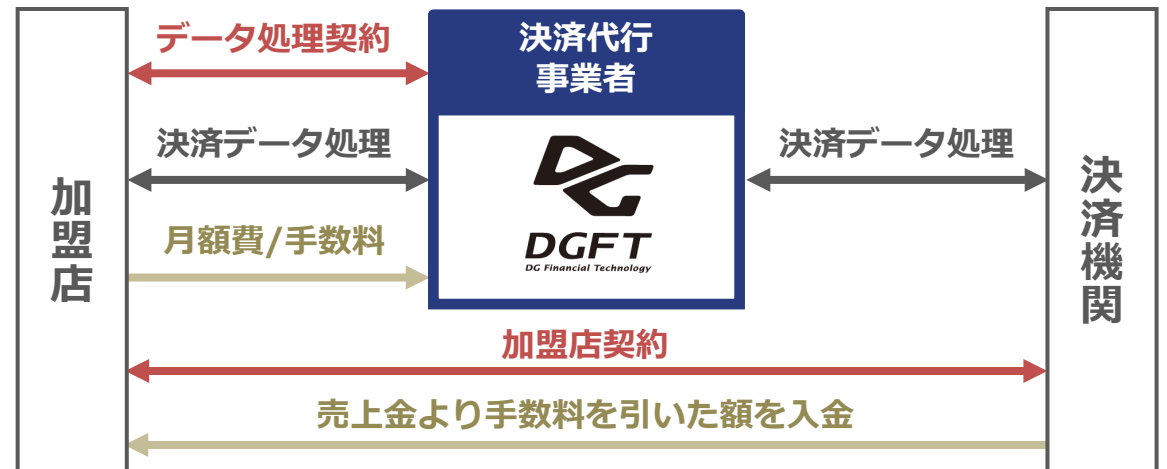 データ処理契約
決済代行
事業者
決済データ処理
決済データ処理
加盟店
DGFT
DG Financial Technology
決済機関
月額費/手数料
加盟店契約
売上金より手数料を引いた額を入金